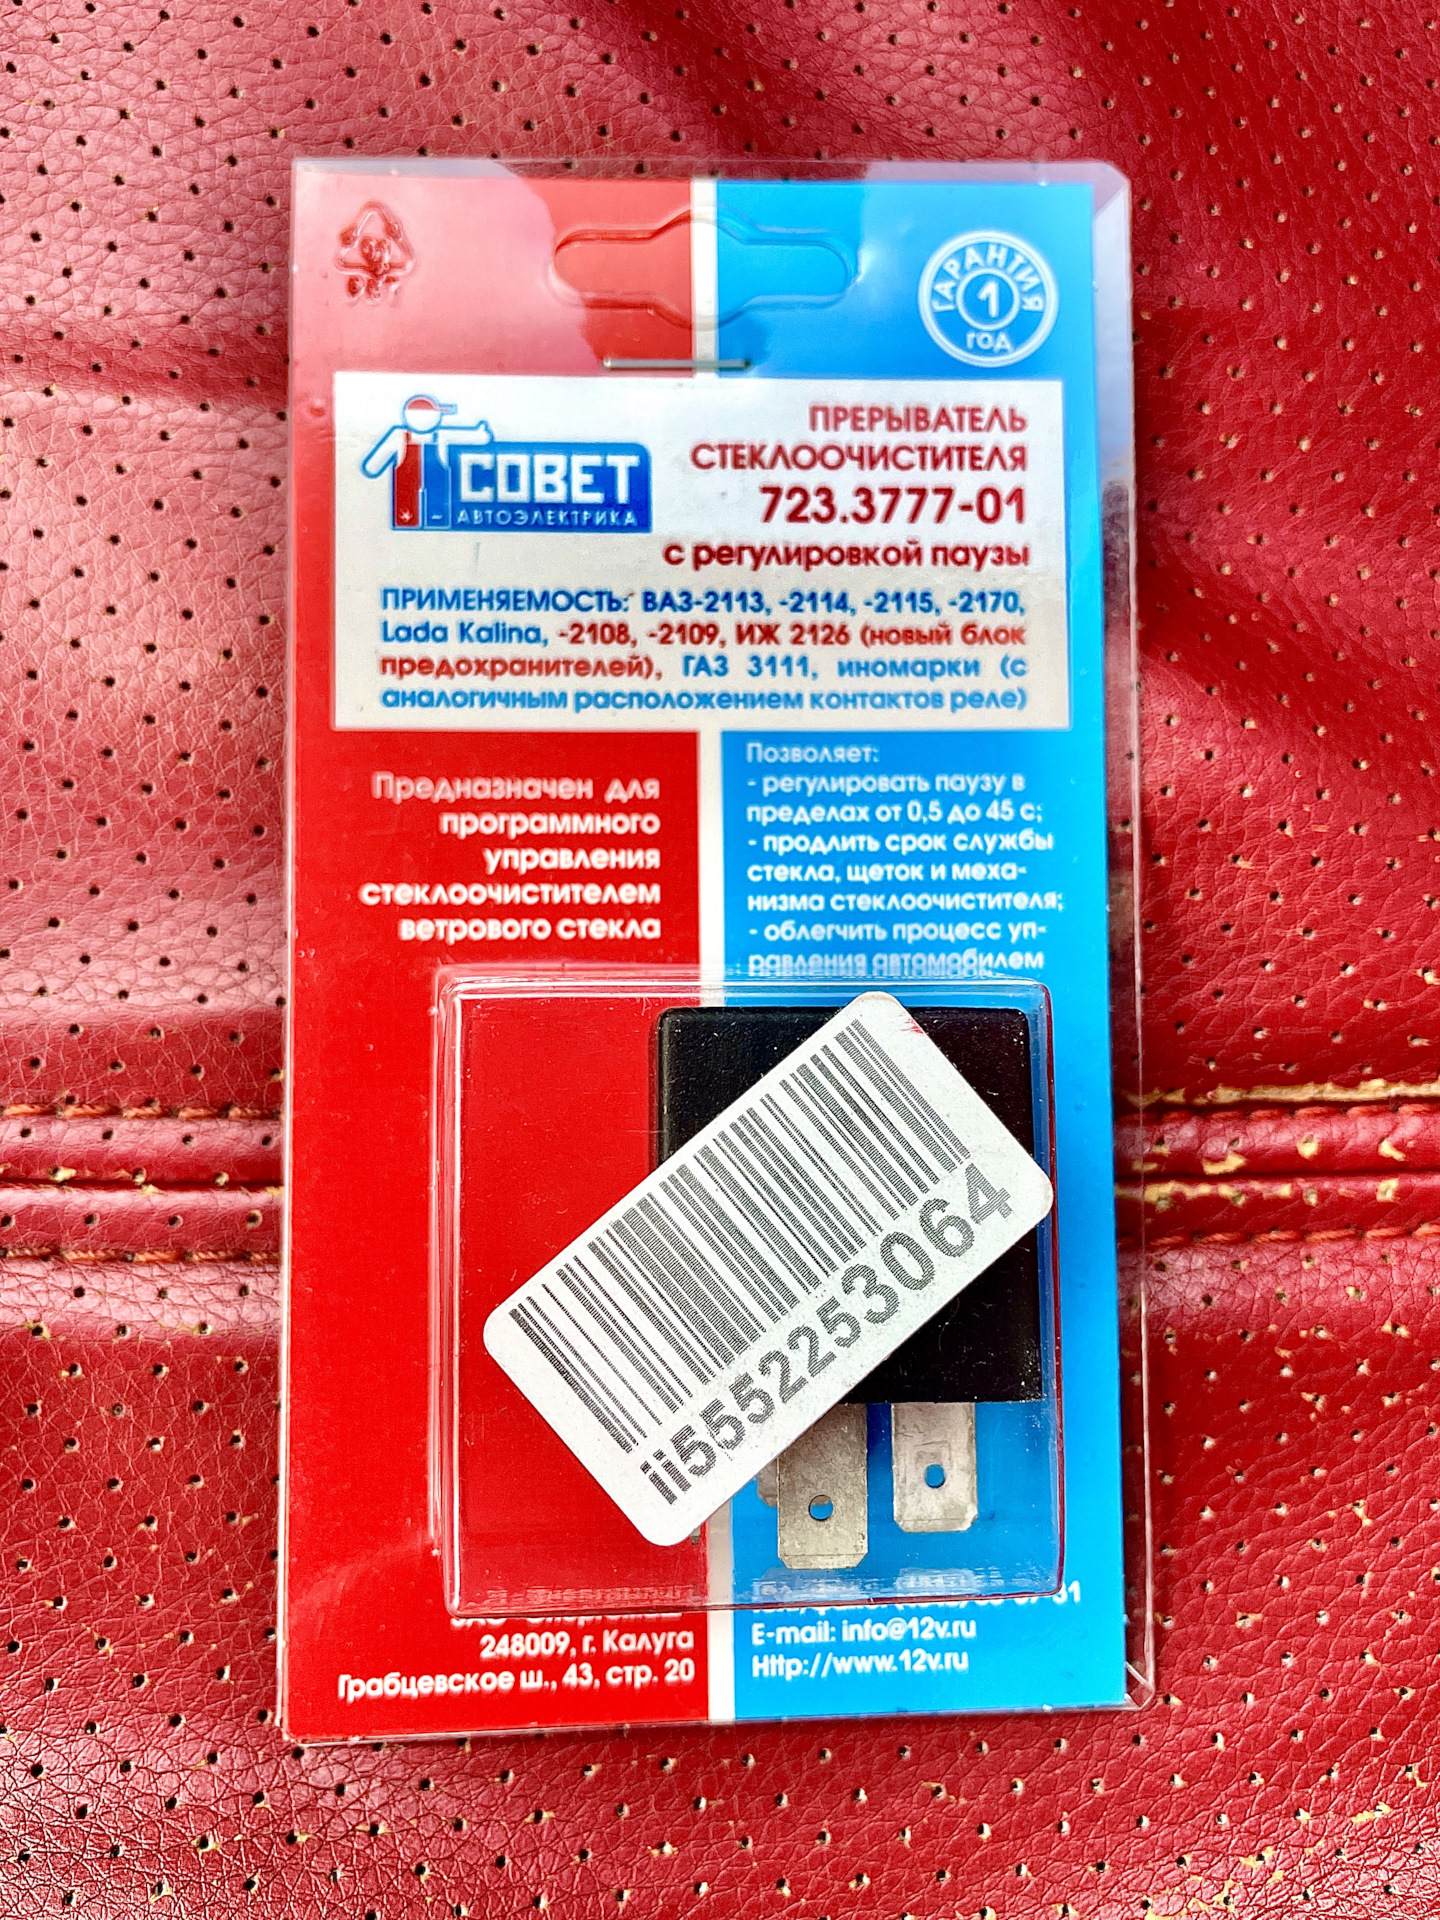 ГАРАНТИЯ
1
год
СОВЕТ
АВТОЭЛЕКТРИКА
ПРЕРЫВАТЕЛЬ
СТЕКЛООЧИСТИТЕЛЯ
723.3777-01
с регулировкой паузы
ПРИМЕНЯЕМОСТЬ: ВАЗ-2113, -2114, -2115, -2170,
Lada Kalina, -2108, -2109, ИЖ 2126 (новый блок
предохранителей), ГАЗ 3111, иномарки (с
аналогичным расположением контактов реле)
Предназначен для
программного
управления
стеклоочистителем
ветрового стекла
Позволяет:
- регулировать паузу в
пределах от 0,5 до 45 с;
- продлить срок службы
стекла, щеток и меха-
низма стеклоочистителя;
- облегчить процесс уп-
равления автомобилем
5552253064
248009, г. Калуга
Грабцевское ш., 43, стр. 20
E-mail: info@12v.ru
Http://www.12v.ru